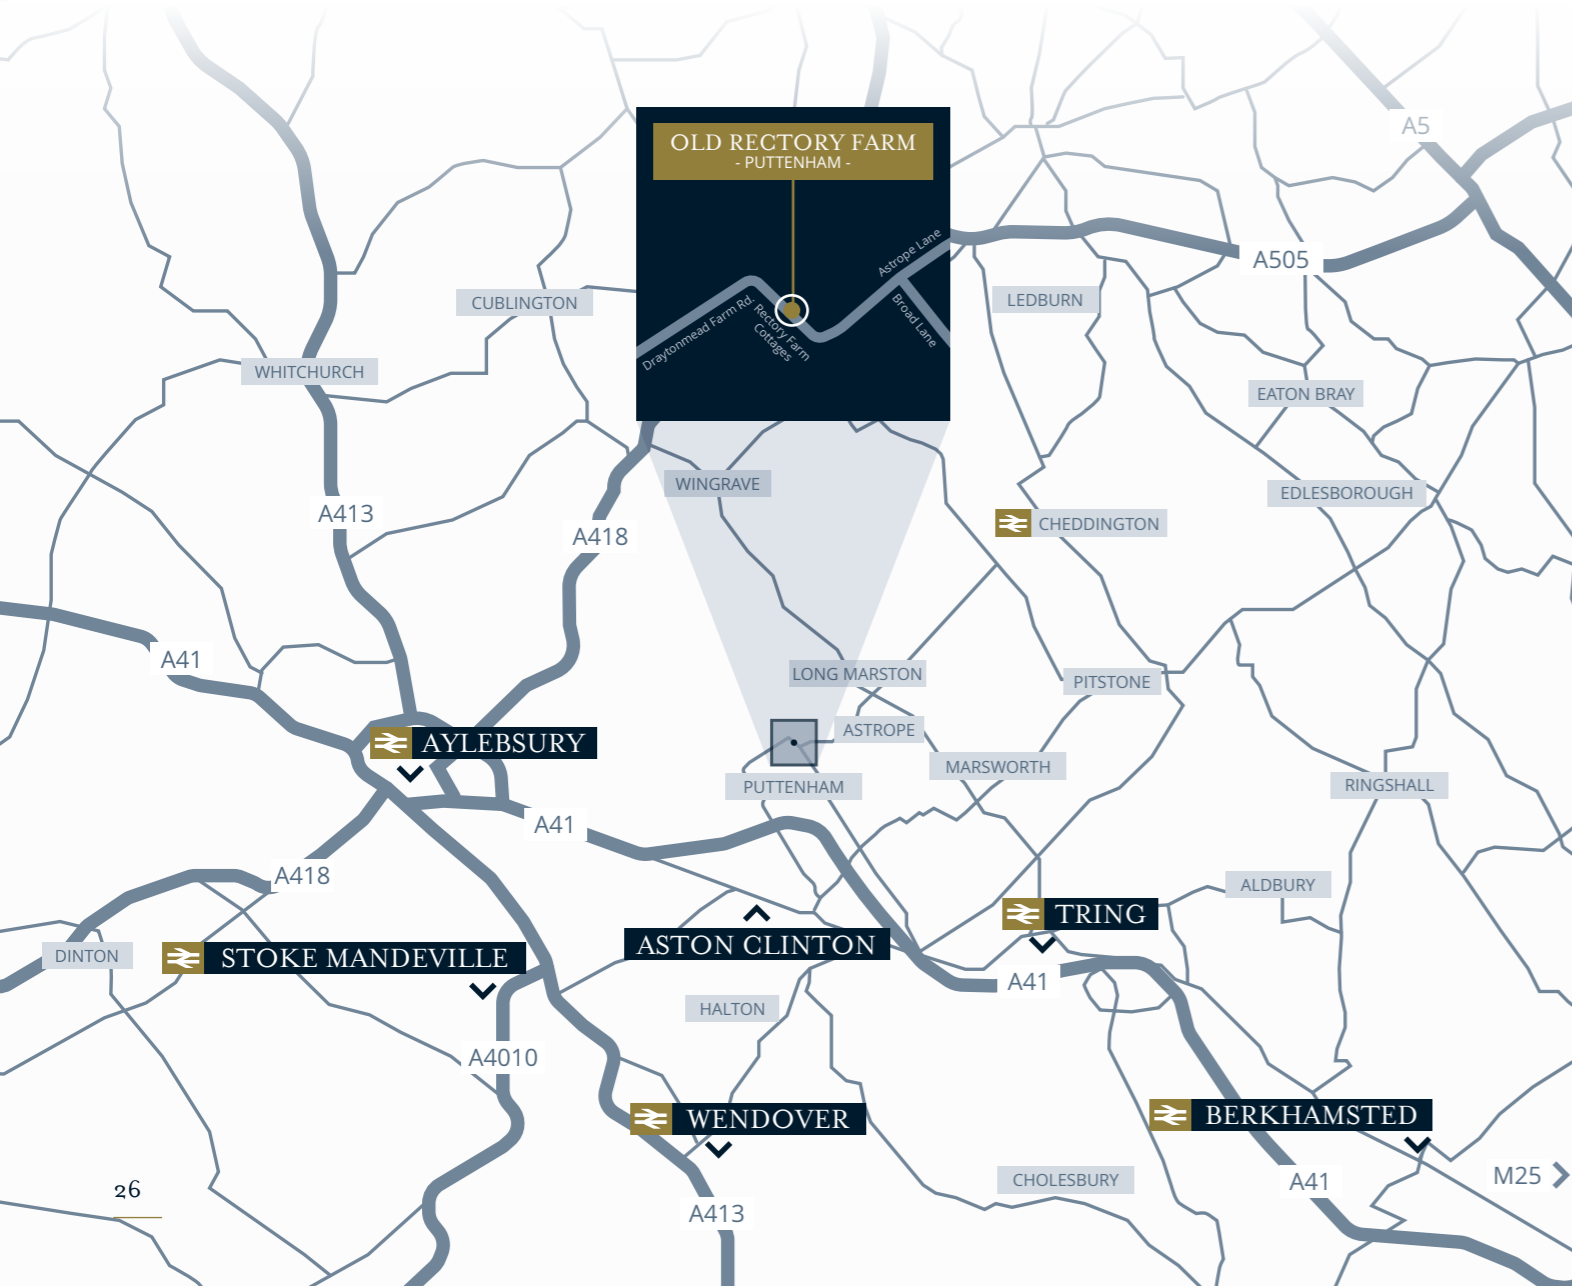 A5
OLD RECTORY FARM
- PUTTENHAM -
Astrope Lane
A505
Draytonmead Farm Rd.
Rectory Farm
Cottages
Broad Lane
CUBLINGTON
LEDBURN
WHITCHURCH
EATON BRAY
WINGRAVE
EDLESBOROUGH
A413
A418
CHEDDINGTON
A41
LONG MARSTON
PITSTONE
ASTROPE
AYLEBSURY
MARSWORTH
PUTTENHAM
RINGSHALL
A41
A418
ALDBURY
TRING
ASTON CLINTON
DINTON
STOKE MANDEVILLE
A41
HALTON
A4010
WENDOVER
BERKHAMSTED
CHOLESBURY
A41
M25
26
A413